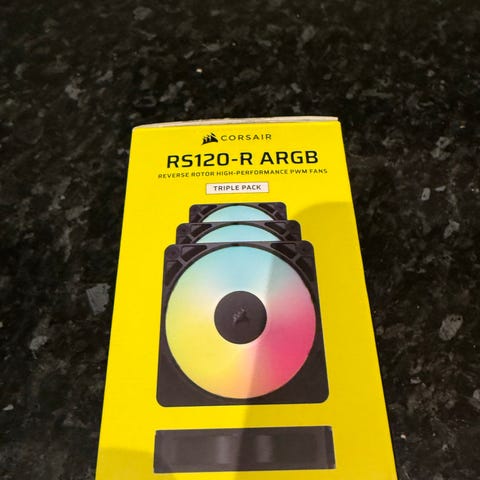 CORSAIR
RS120-R ARGB
REVERSE ROTOR HIGH-PERFORMANCE PWM FANS
TRIPLE PACK